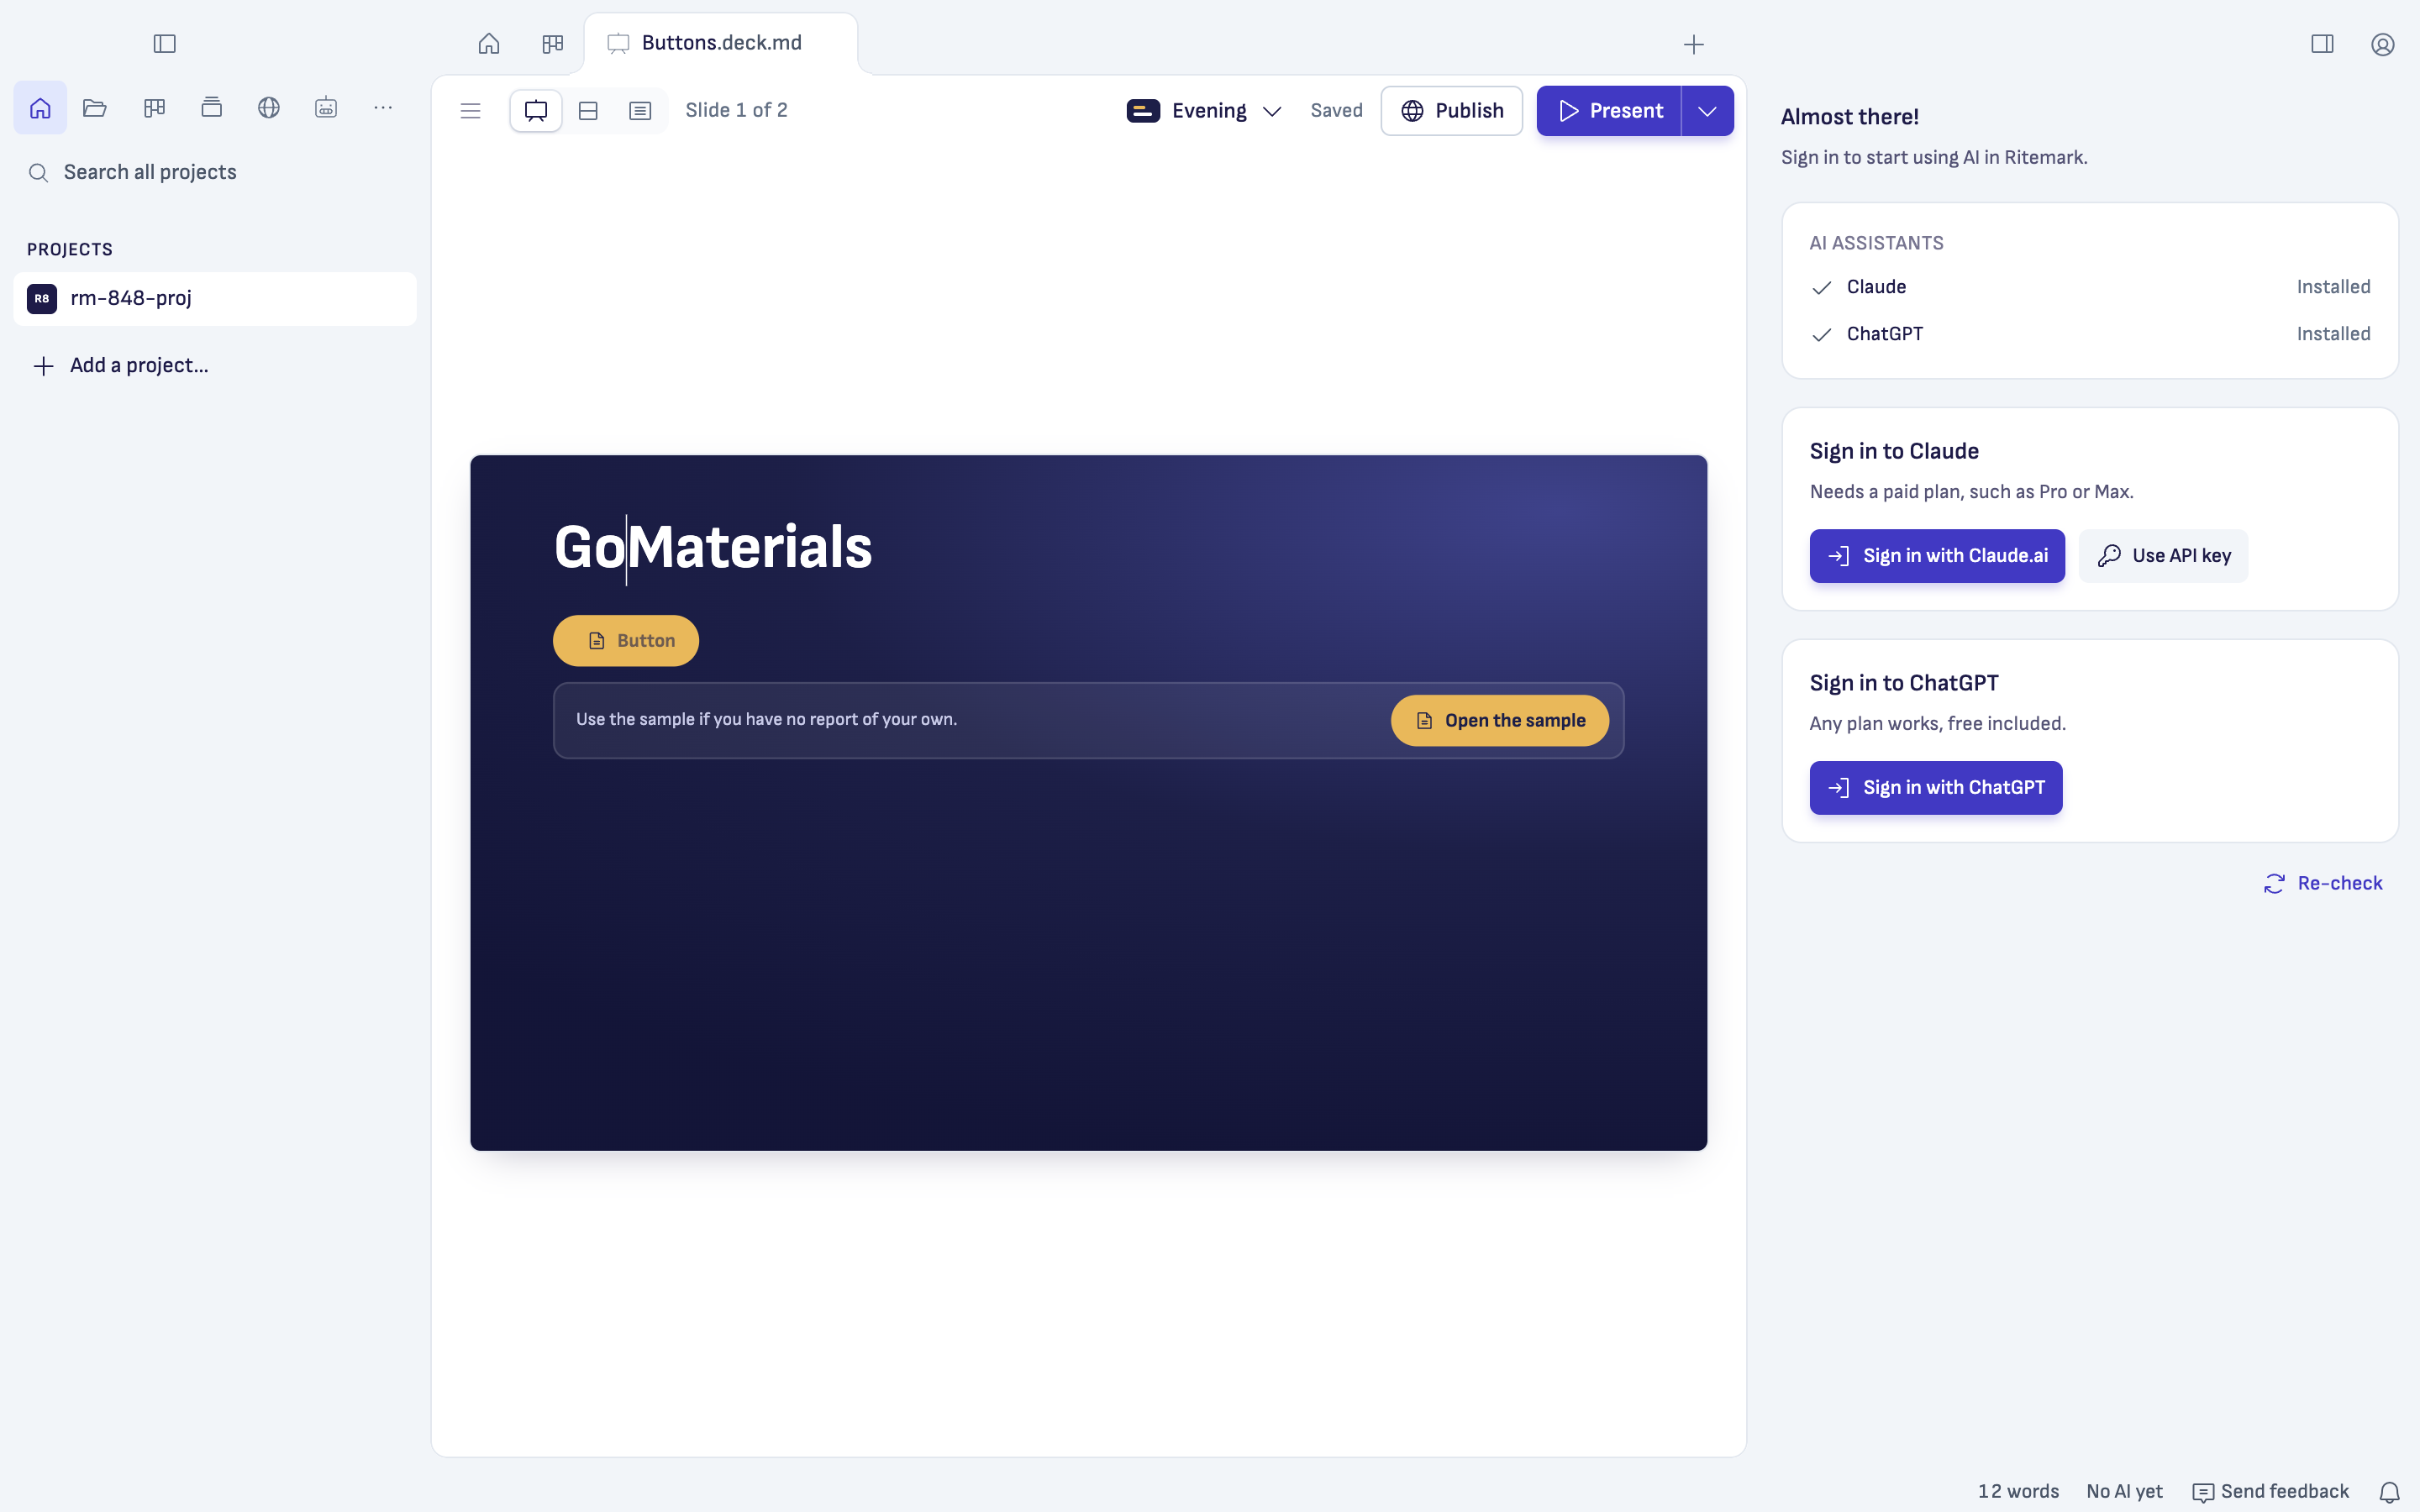 Buttons.deck.md
Slide 1 of 2
Evening
Saved
Publish
Present
Search all projects
PROJECTS
R8 rm-848-proj
Add a project...
GoMaterials
Button
Use the sample if you have no report of your own.
Open the sample
Almost there!
Sign in to start using AI in Ritemark.
AI ASSISTANTS
Claude Installed
ChatGPT Installed
Sign in to Claude
Needs a paid plan, such as Pro or Max.
Sign in with Claude.ai
Use API key
Sign in to ChatGPT
Any plan works, free included.
Sign in with ChatGPT
Re-check
12 words
No AI yet
Send feedback